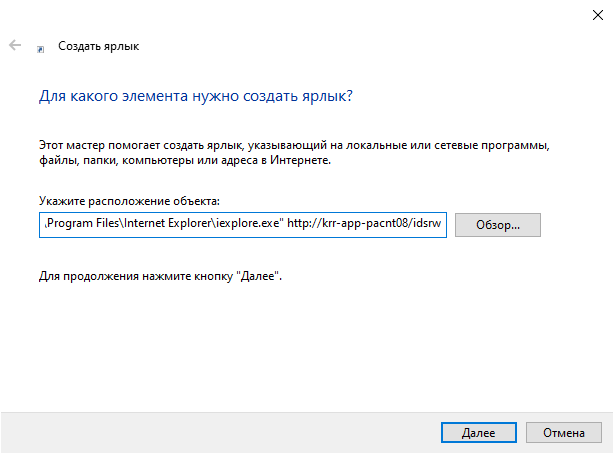 Создать ярлык
Для какого элемента нужно создать ярлык?
Этот мастер помогает создать ярлык, указывающий на локальные или сетевые программы,
файлы, папки, компьютеры или адреса в Интернете.
Укажите расположение объекта:
\Program Files\Internet Explorer\iexplore.exe" http://krr-app-pacnt08/idsrw
Обзор...
Для продолжения нажмите кнопку "Далее".
Далее
Отмена